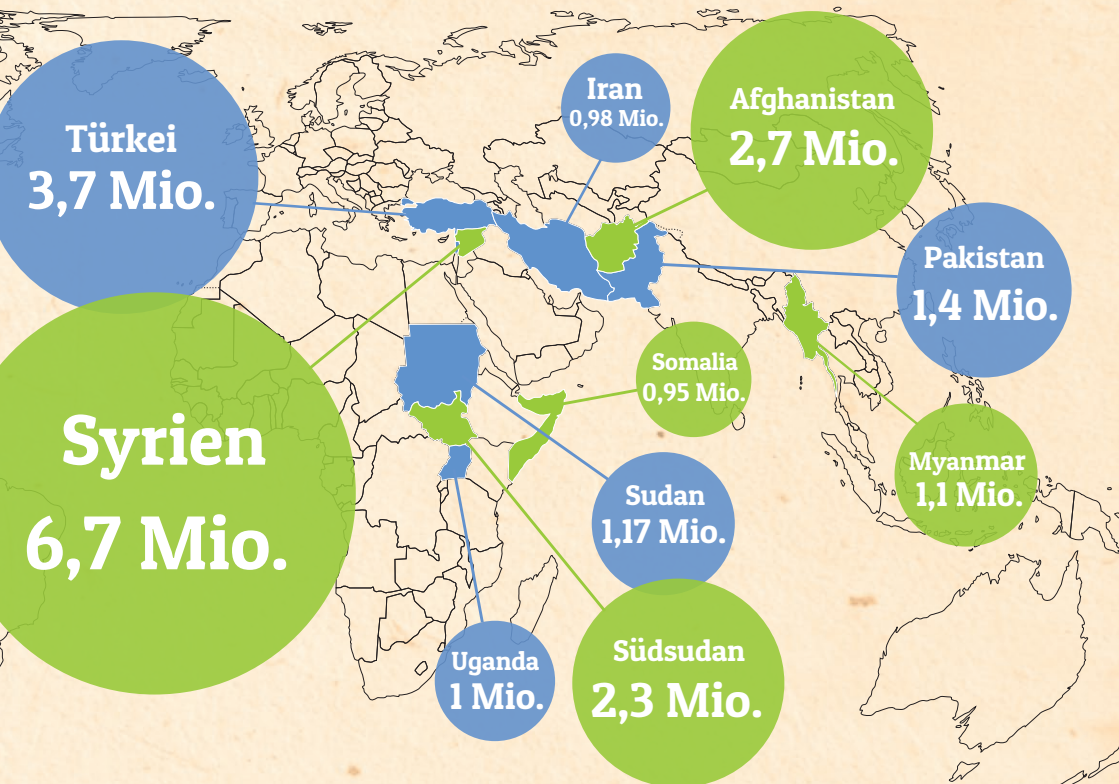 Türkei
3,7 Mio.
Iran
0,98 Mio.
Afghanistan
2,7 Mio.
Pakistan
1,4 Mio.
Somalia
0,95 Mio.
Syrien
6,7 Mio.
Myanmar
1,1 Mio.
Sudan
1,17 Mio.
Uganda
1 Mio.
Südsudan
2,3 Mio.